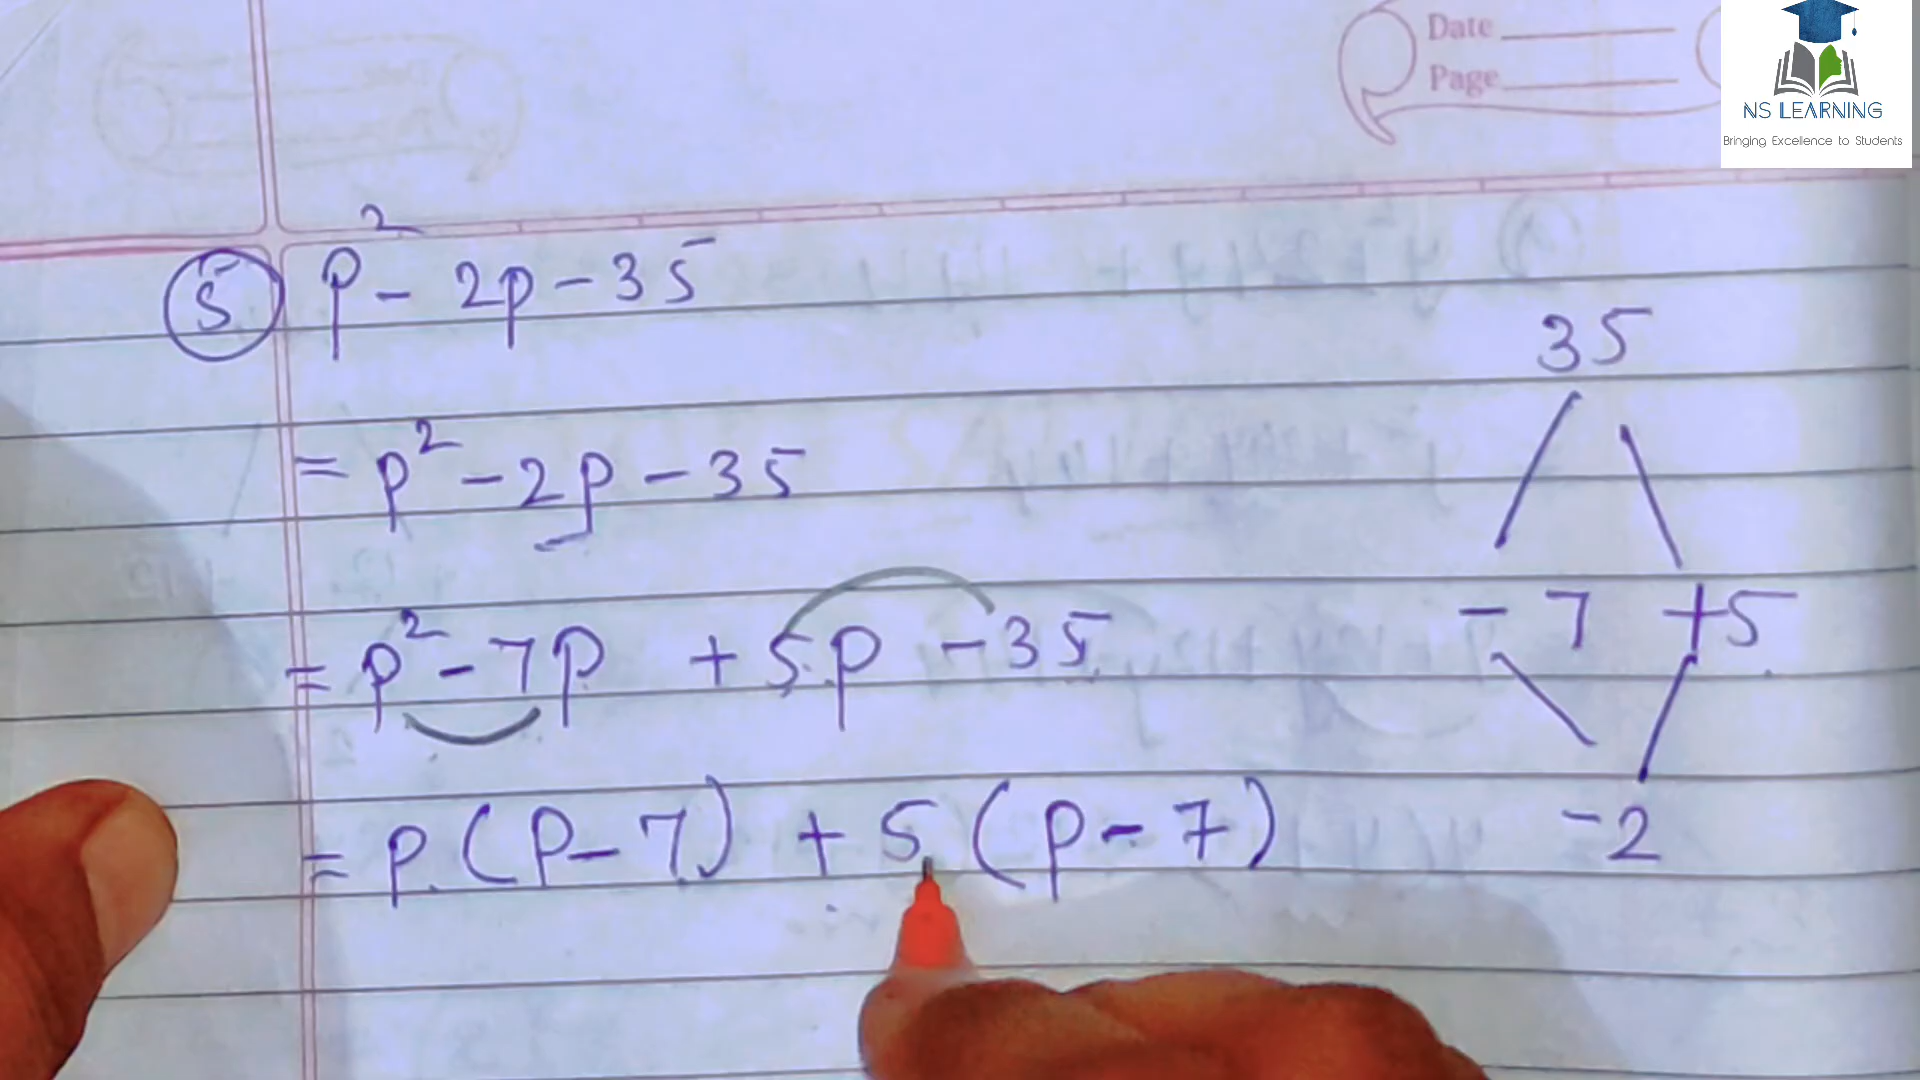 Date
Page
NS LEARNING
Bringing Excellence to Students
⑤ p² - 2p - 35
= p² - 2p - 35
= p² - 7p + 5p - 35
= p (p - 7) + 5 (p - 7)
35
- 7 +5
-2